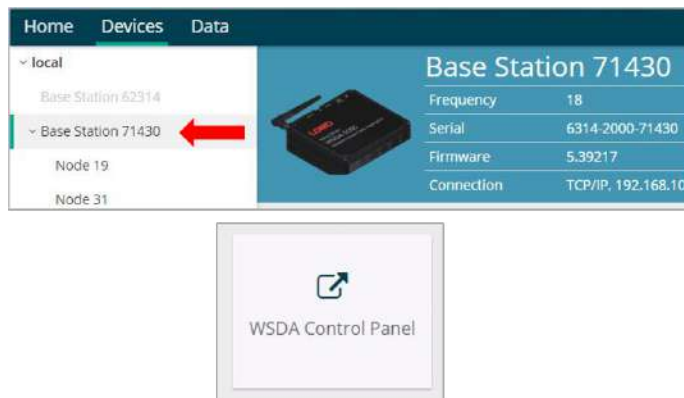 Home Devices Data
local
Base Station 62314
Base Station 71430
Node 19
Node 31
Base Station 71430
Frequency 18
Serial 6314-2000-71430
Firmware 5.39217
Connection TCP/IP, 192.168.10
LORD
WSDA Control Panel